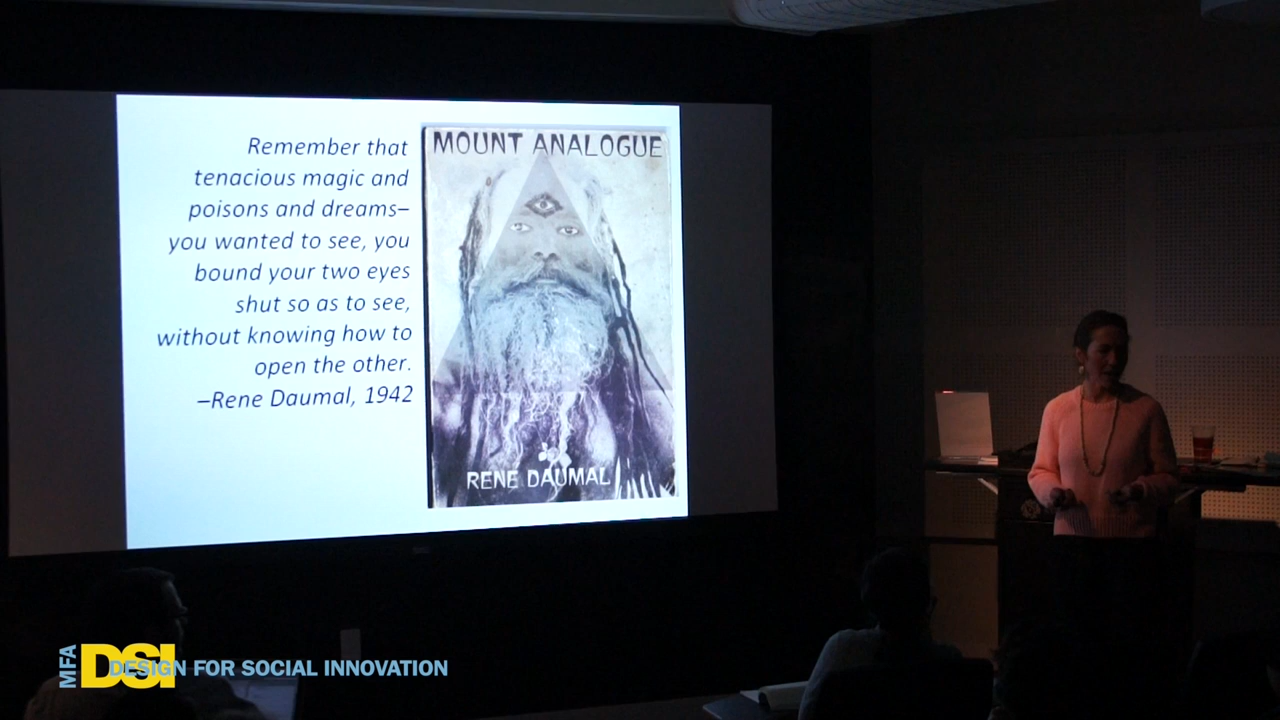 Remember that
tenacious magic and
poisons and dreams–
you wanted to see, you
bound your two eyes
shut so as to see,
without knowing how to
open the other.
–Rene Daumal, 1942
MOUNT ANALOGUE
RENE DAUMAL
MFA DSI DESIGN FOR SOCIAL INNOVATION